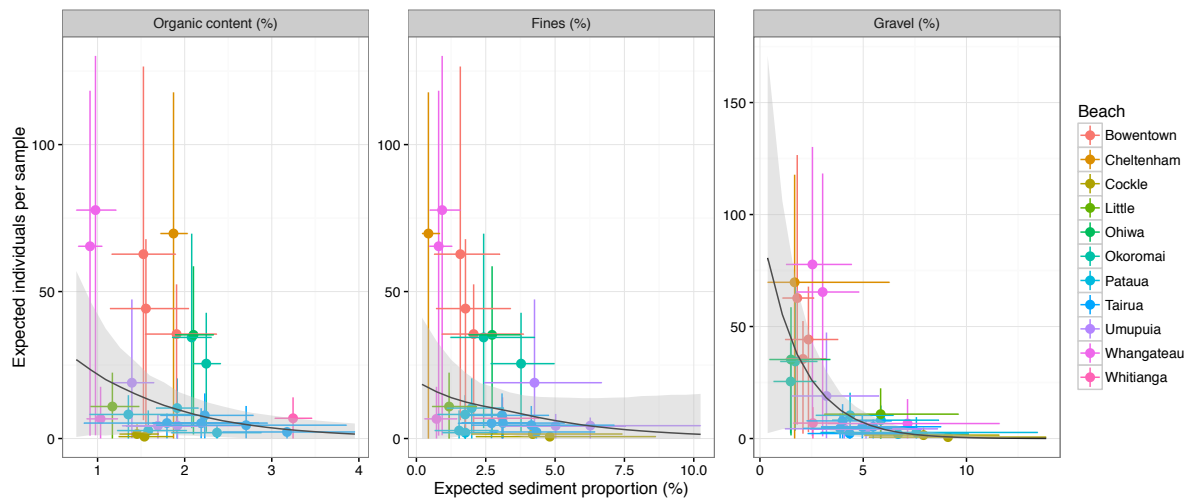 Organic content (%) Fines (%) Gravel (%)
Expected individuals per sample
0 50 100
0 50 100
0 50 100 150
1 2 3 4
0.0 2.5 5.0 7.5 10.0
0 5 10
Expected sediment proportion (%)
Beach
Bowentown
Cheltenham
Cockle
Little
Ohiwa
Okoromai
Pataua
Tairua
Umupuia
Whangateau
Whitianga